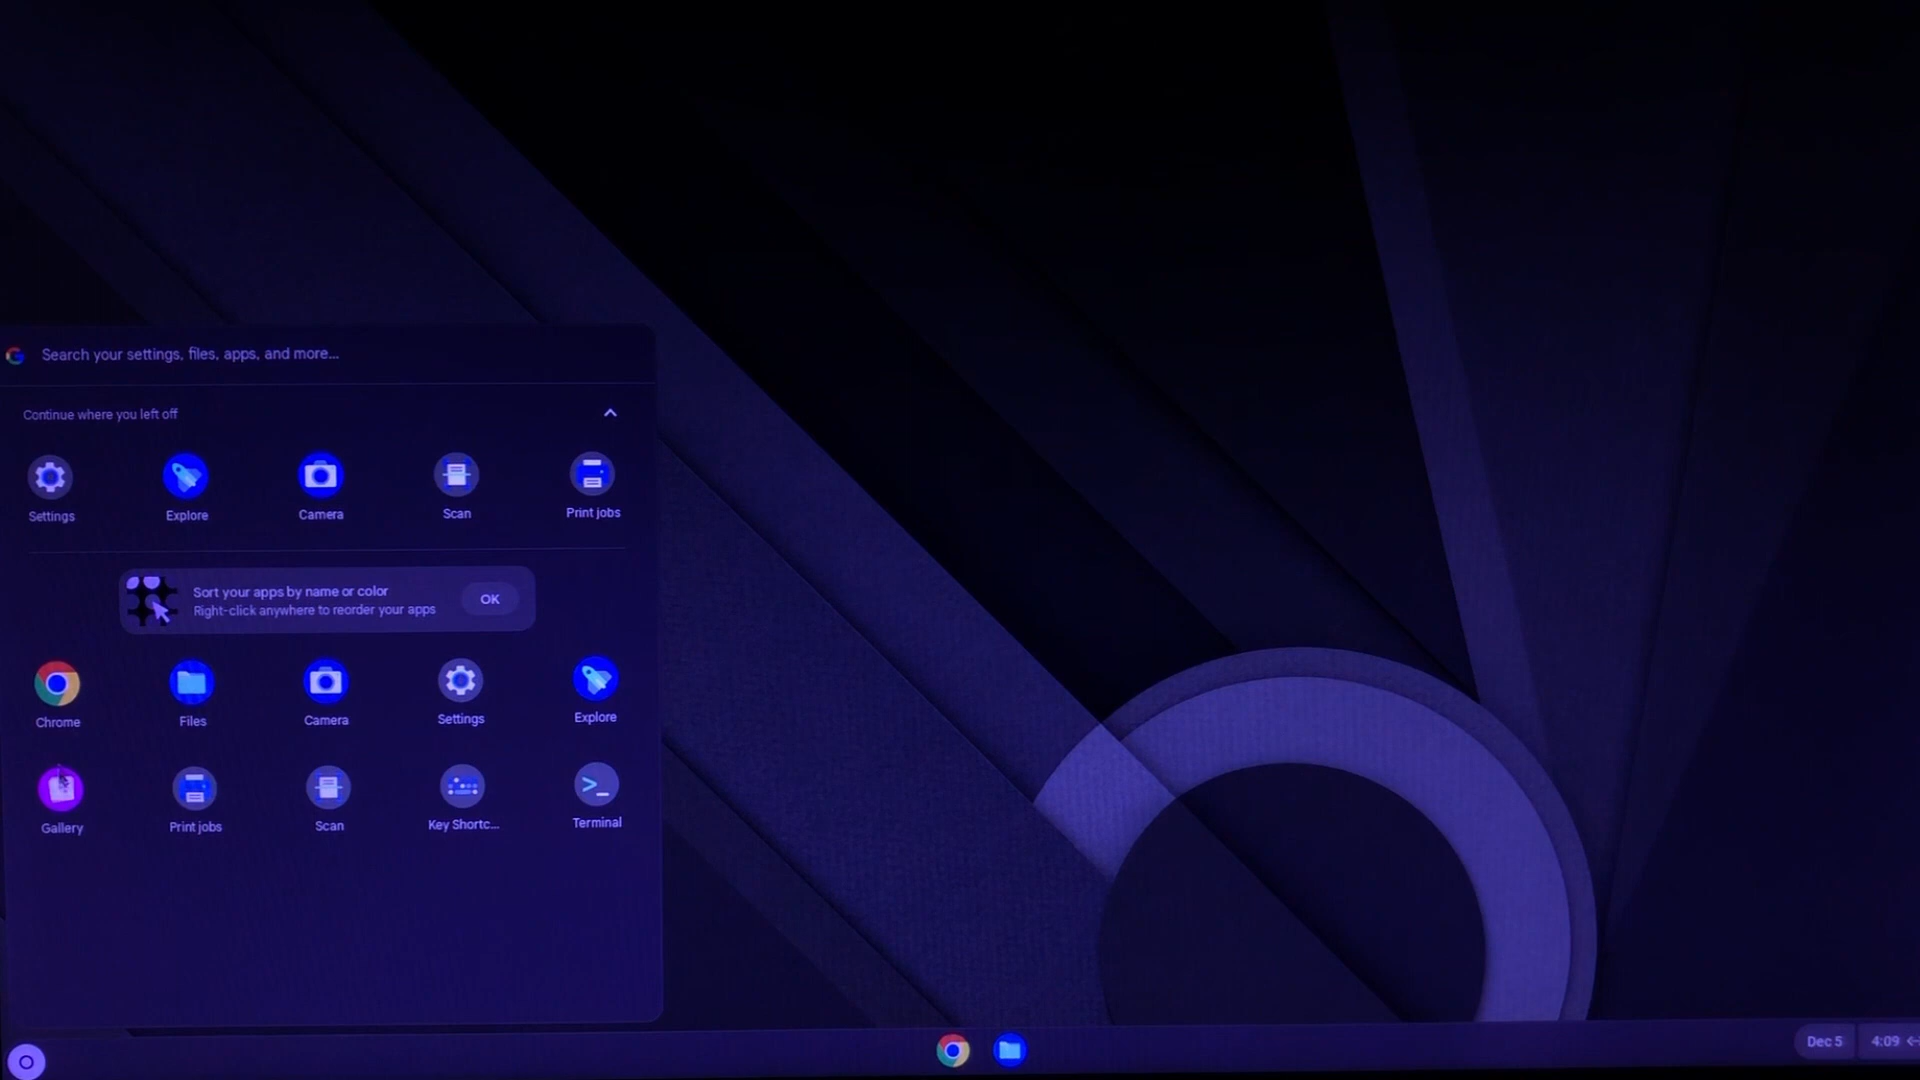 Search your settings, files, apps, and more...
Continue where you left off
Settings
Explore
Camera
Scan
Print jobs
Sort your apps by name or color
Right-click anywhere to reorder your apps
OK
Chrome
Files
Camera
Settings
Explore
Gallery
Print jobs
Scan
Key Shortc...
Terminal
Dec 5
4:09